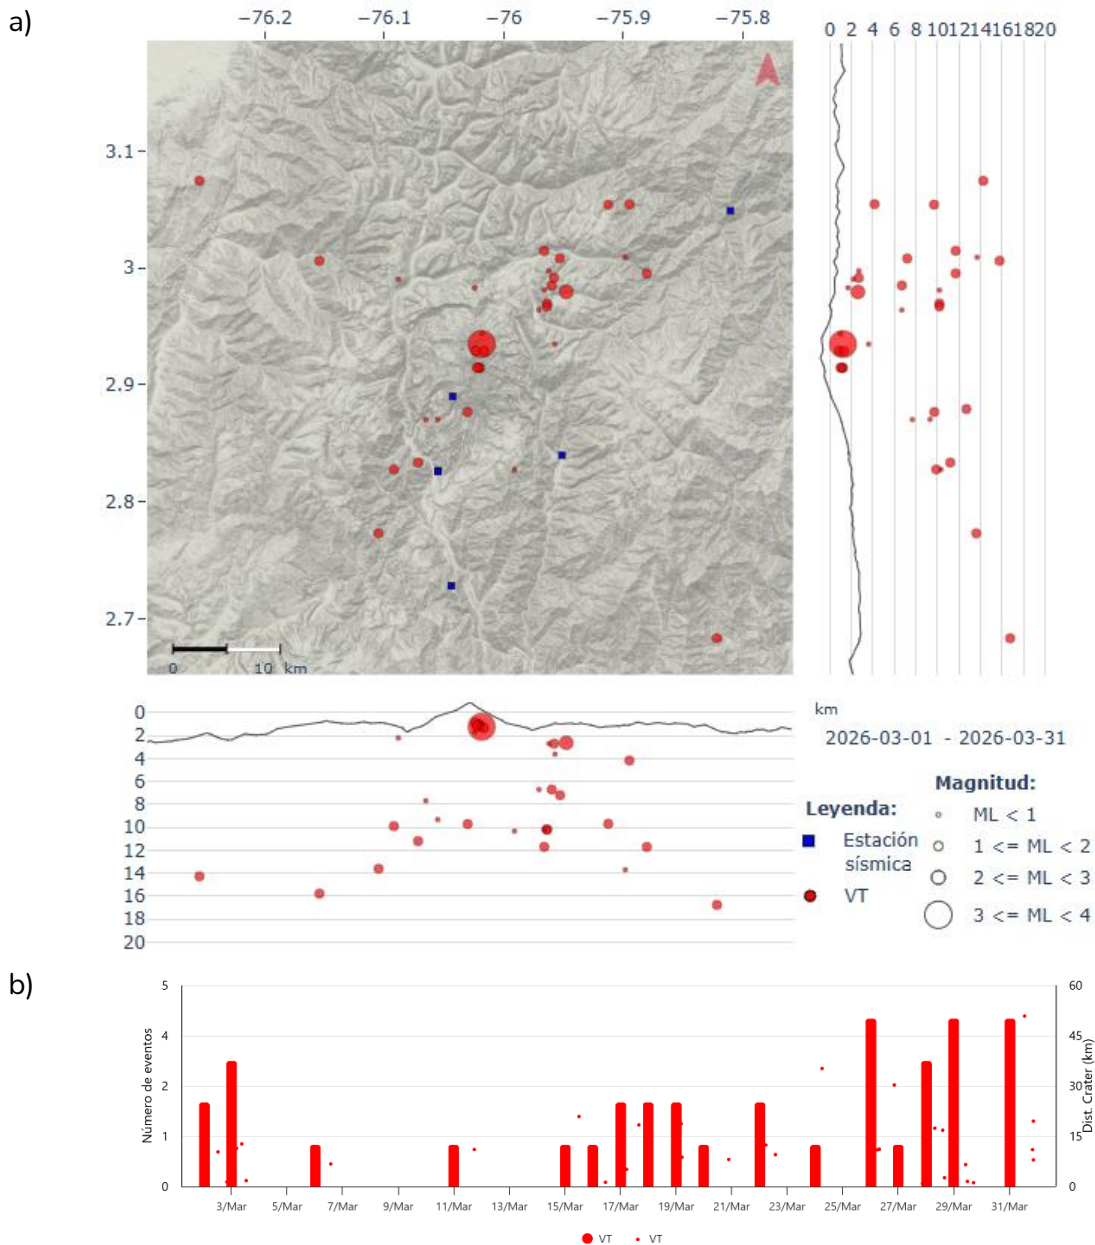 a)
−76.2 −76.1 −76 −75.9 −75.8
0 2 4 6 8 10 12 14 16 18 20
3.1
3
2.9
2.8
2.7
0 10 km
0
2
4
6
8
10
12
14
16
18
20
km
2026-03-01 - 2026-03-31
Leyenda:
Estación
sísmica
VT
Magnitud:
ML < 1
1 <= ML < 2
2 <= ML < 3
3 <= ML < 4
b)
Número de eventos
5
4
2
1
0
60
45
30
15
0
Dist. Crater (km)
3/Mar 5/Mar 7/Mar 9/Mar 11/Mar 13/Mar 15/Mar 17/Mar 19/Mar 21/Mar 23/Mar 25/Mar 27/Mar 29/Mar 31/Mar
VT VT